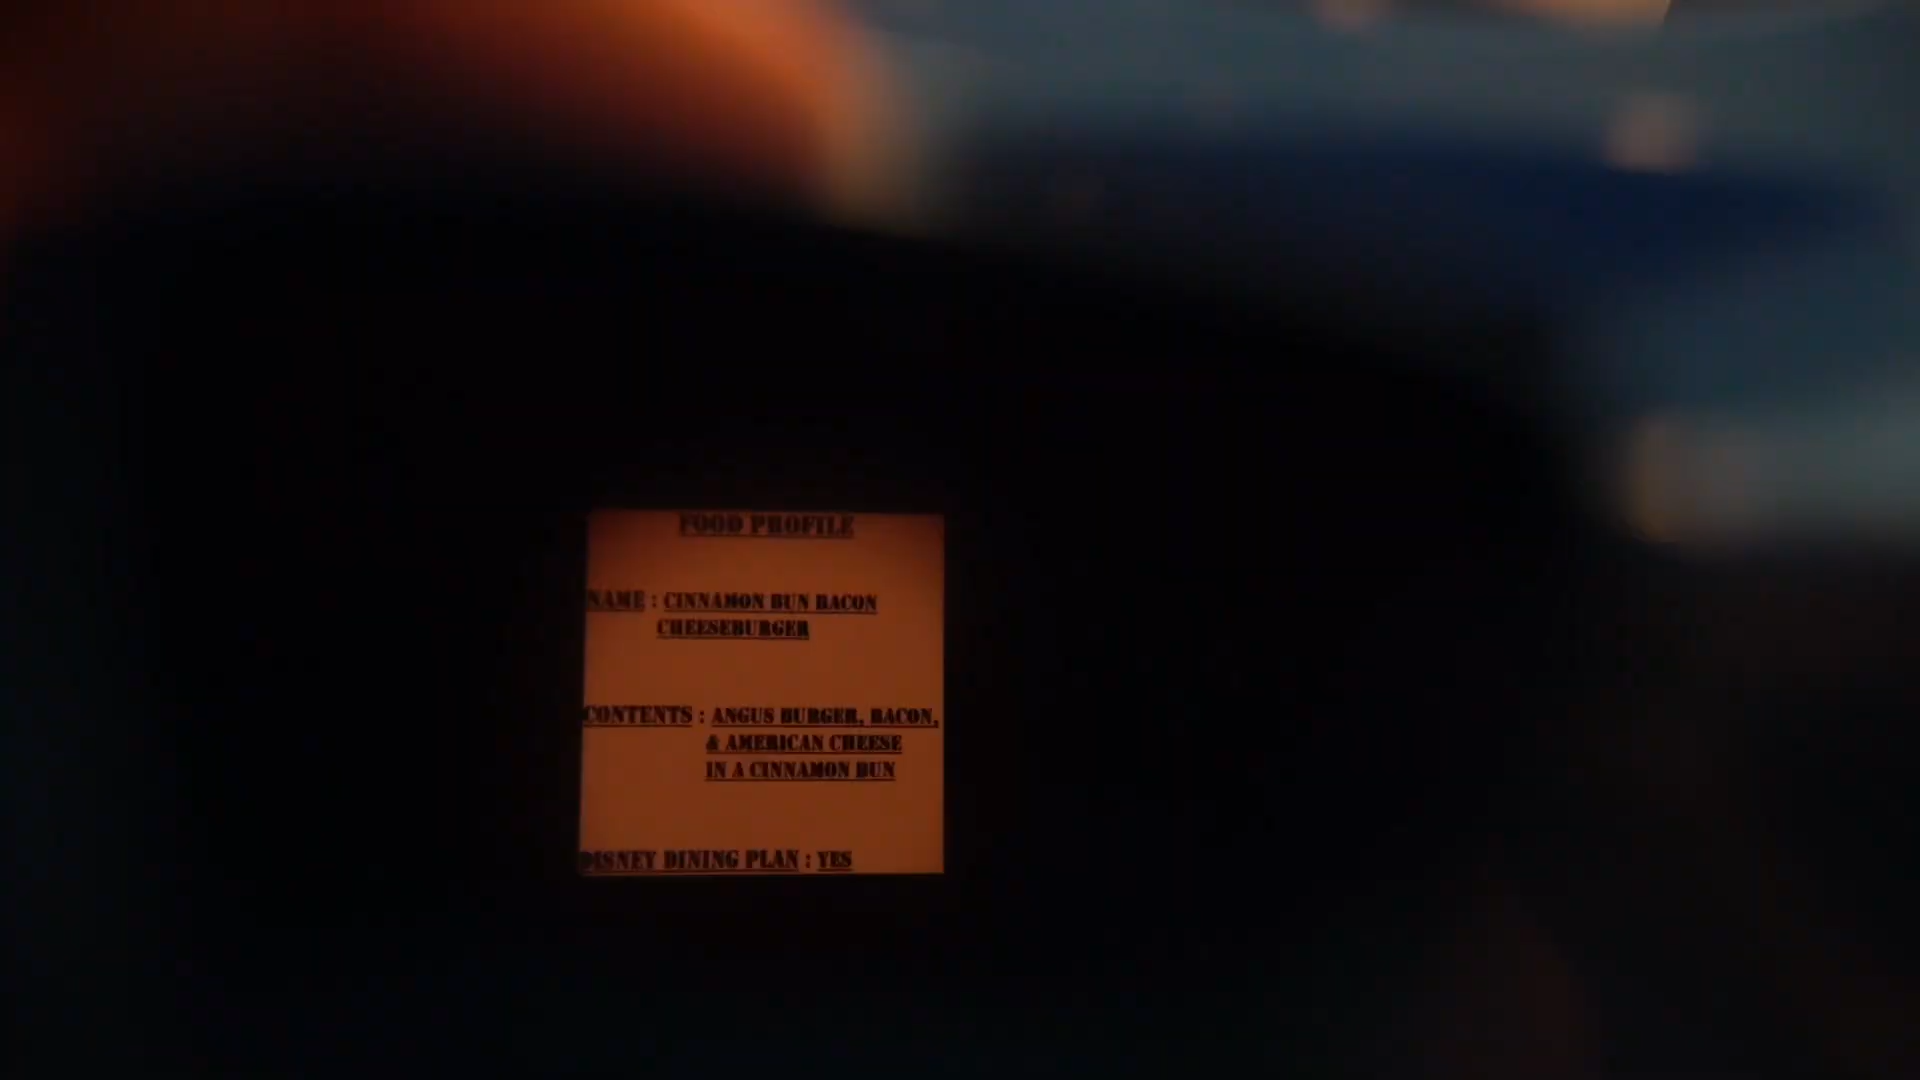 FOOD PROFILE
NAME : CINNAMON BUN BACON
CHEESEBURGER
CONTENTS : ANGUS BURGER, BACON,
& AMERICAN CHEESE
IN A CINNAMON BUN
DISNEY DINING PLAN : YES